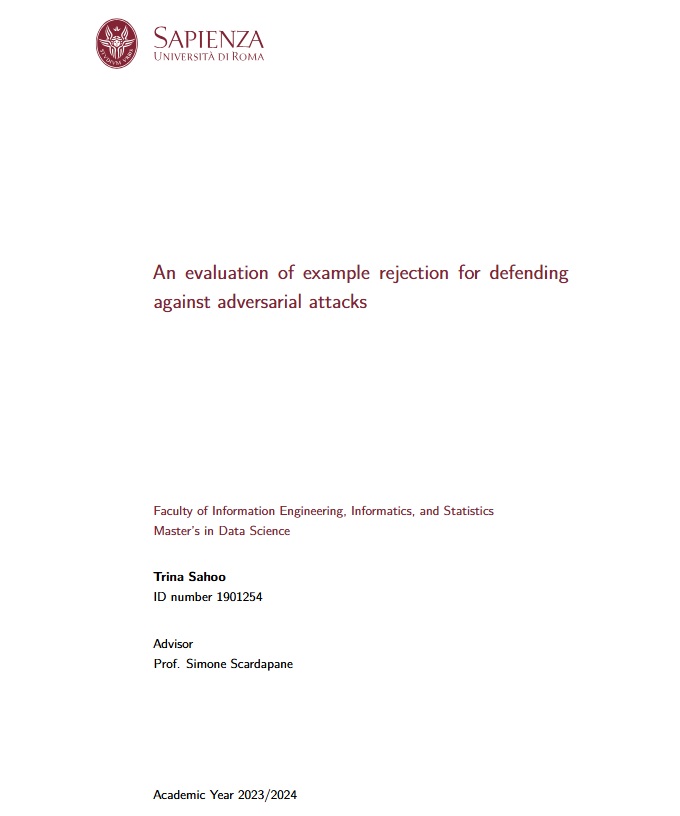 SAPIENZA
UNIVERSITÀ DI ROMA
STVDIVM VRBIS
An evaluation of example rejection for defending
against adversarial attacks
Faculty of Information Engineering, Informatics, and Statistics
Master's in Data Science
Trina Sahoo
ID number 1901254
Advisor
Prof. Simone Scardapane
Academic Year 2023/2024